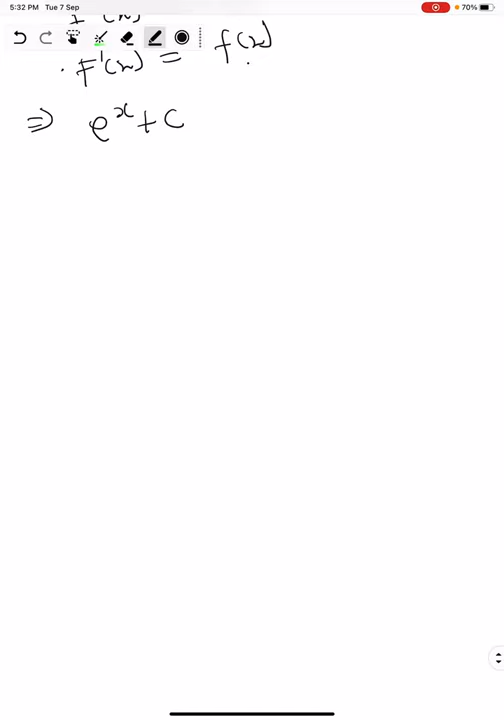 5:32 PM Tue 7 Sep 70%
F'(x) = f(x)
⇒ e^x + C